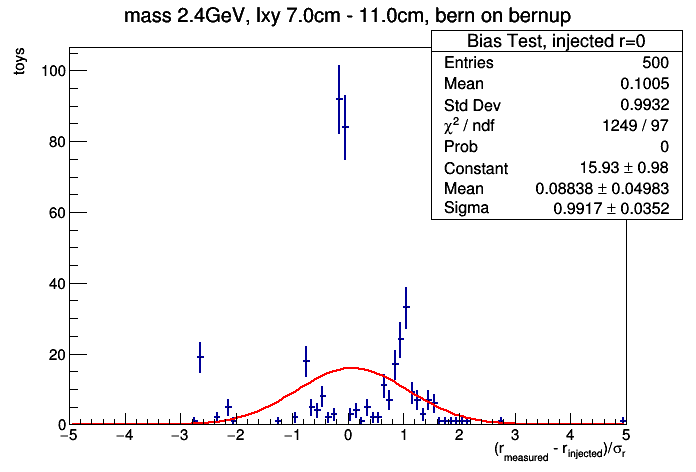 mass 2.4GeV, lxy 7.0cm - 11.0cm, bern on bernup
Bias Test, injected r=0
Entries 500
Mean 0.1005
Std Dev 0.9932
χ² / ndf 1249 / 97
Prob 0
Constant 15.93 ± 0.98
Mean 0.08838 ± 0.04983
Sigma 0.9917 ± 0.0352
toys
100
80
60
40
20
0
−5 −4 −3 −2 −1 0 1 2 3 4 5
(r_measured - r_injected)/σ_r